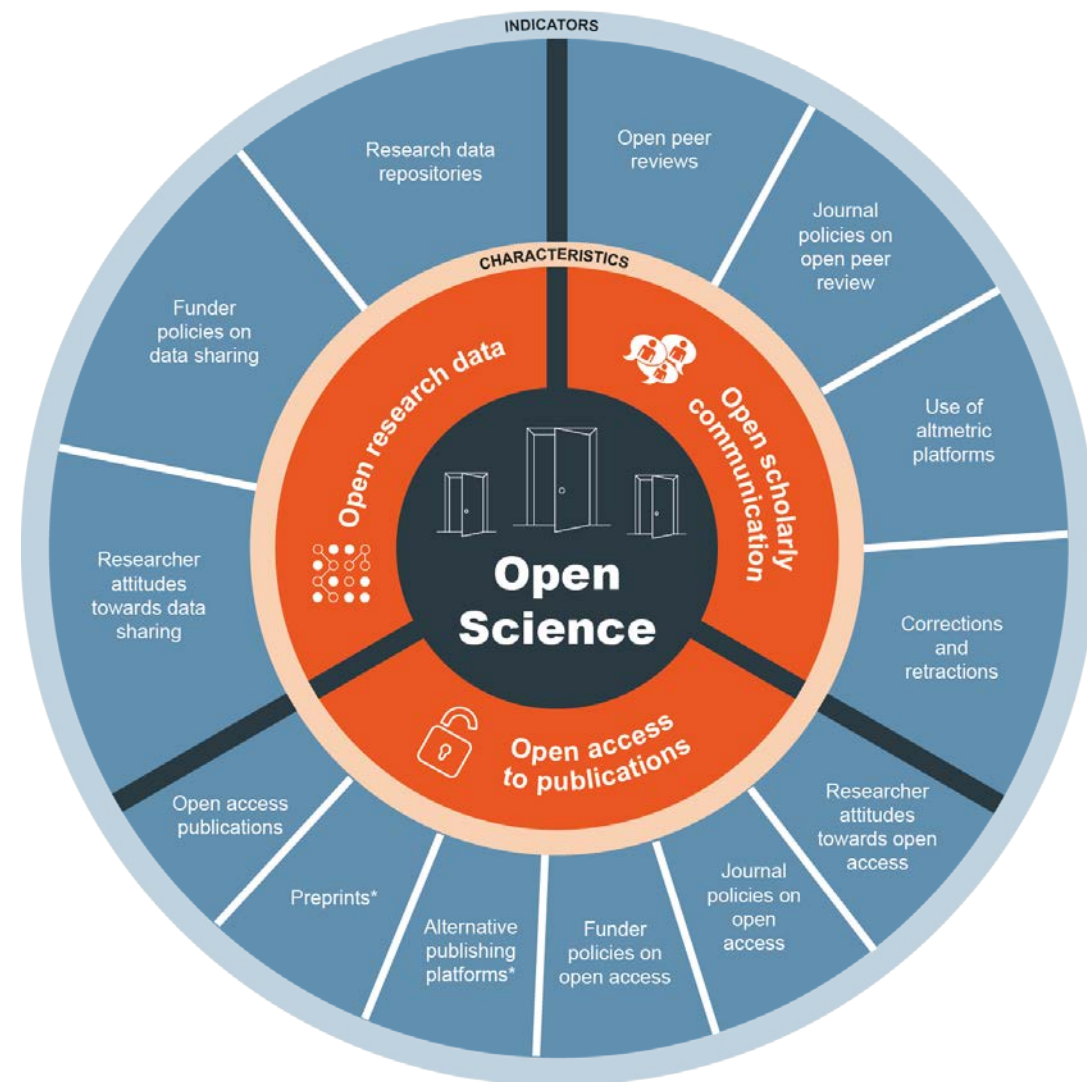 INDICATORS
Research data
repositories
Open peer
reviews
Journal
policies on
open peer
review
Funder
policies on
data sharing
CHARACTERISTICS
Open research data
Open scholarly
communication
Use of
altmetric
platforms
Open
Science
Researcher
attitudes
towards data
sharing
Corrections
and
retractions
Open access
to publications
Open access
publications
Preprints*
Alternative
publishing
platforms*
Funder
policies on
open access
Journal
policies on
open
access
Researcher
attitudes
towards open
access